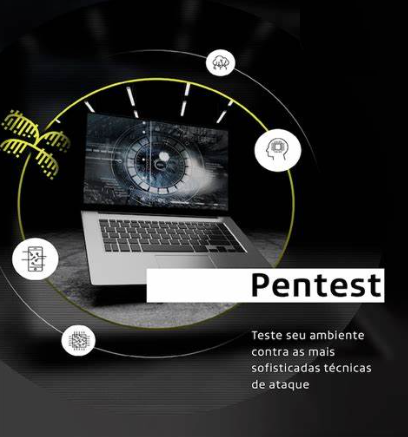 Pentest
Teste seu ambiente
contra as mais
sofisticadas técnicas
de ataque